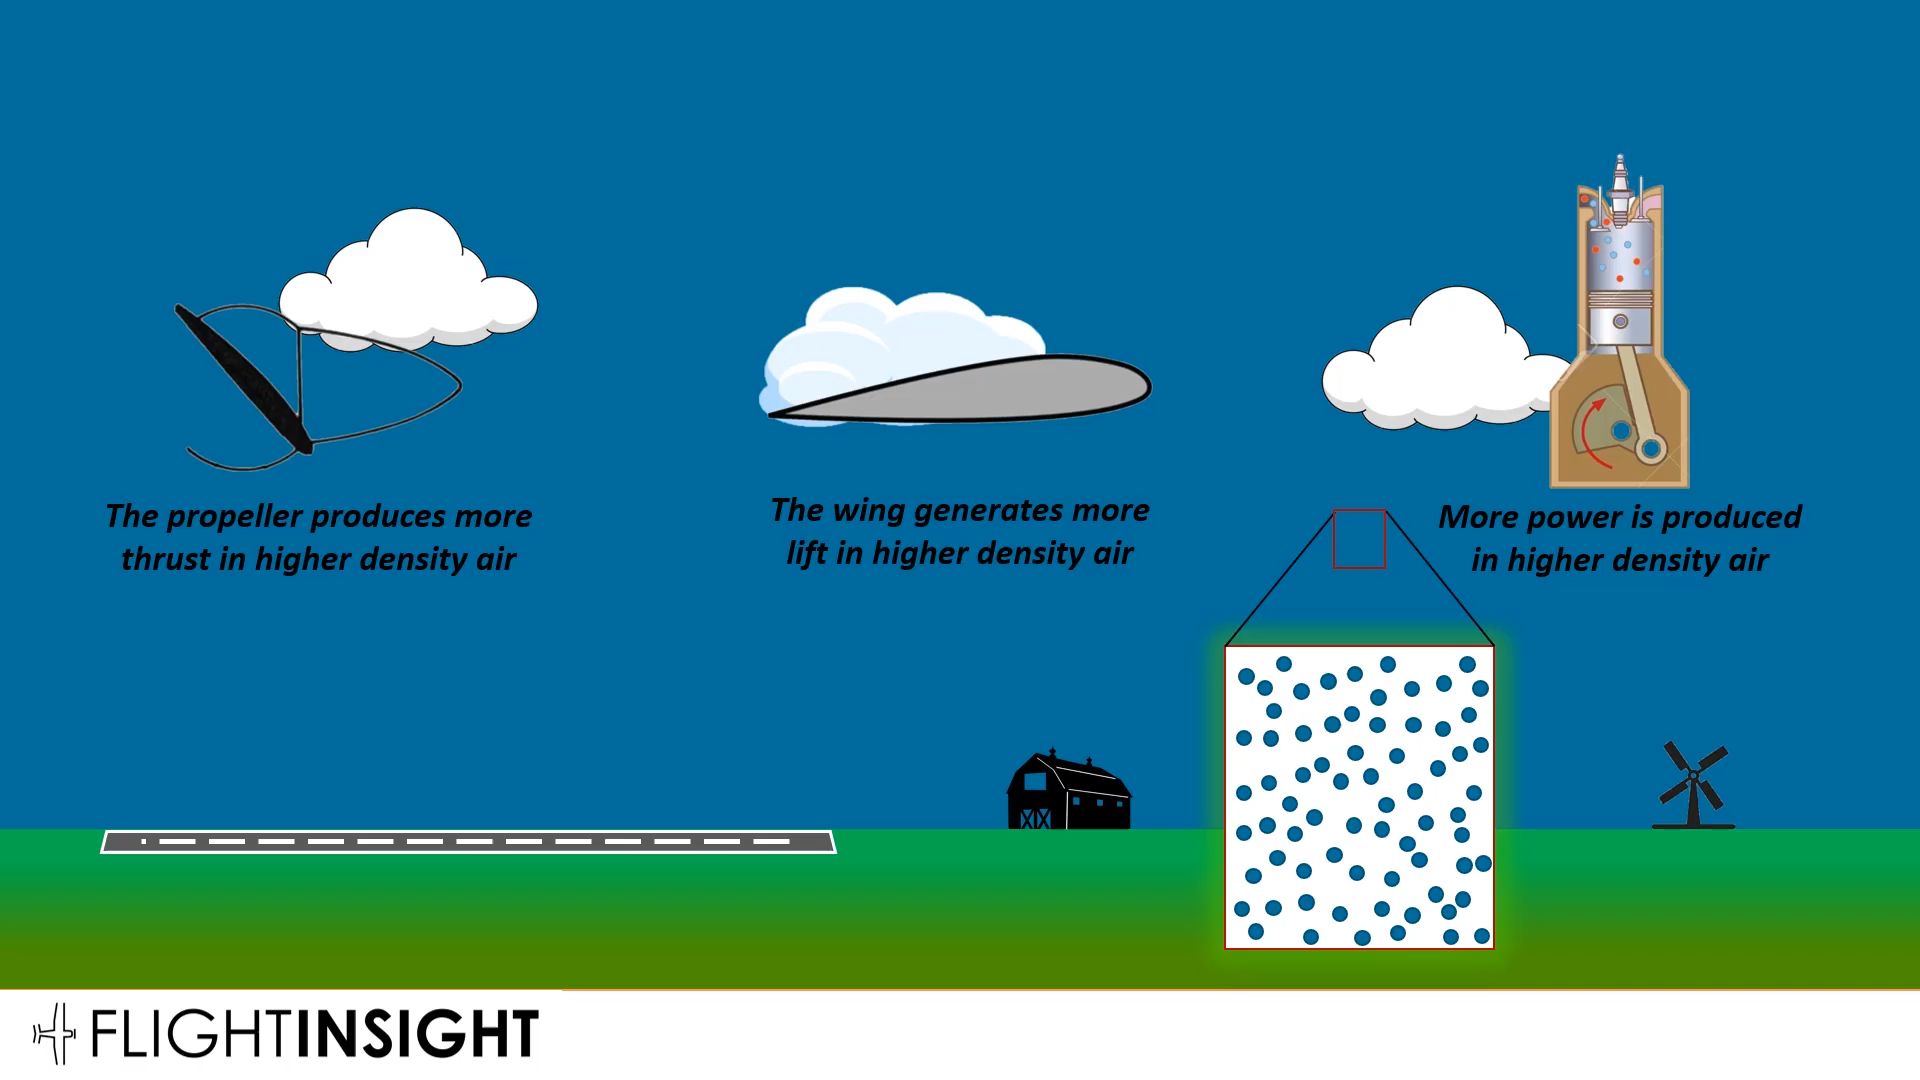 The propeller produces more
thrust in higher density air
The wing generates more
lift in higher density air
More power is produced
in higher density air
FLIGHTINSIGHT